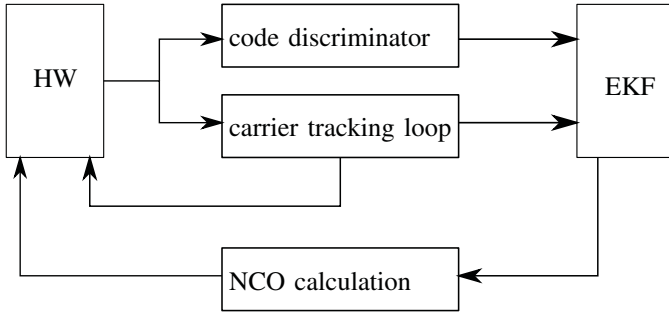 code discriminator
HW
EKF
carrier tracking loop
NCO calculation